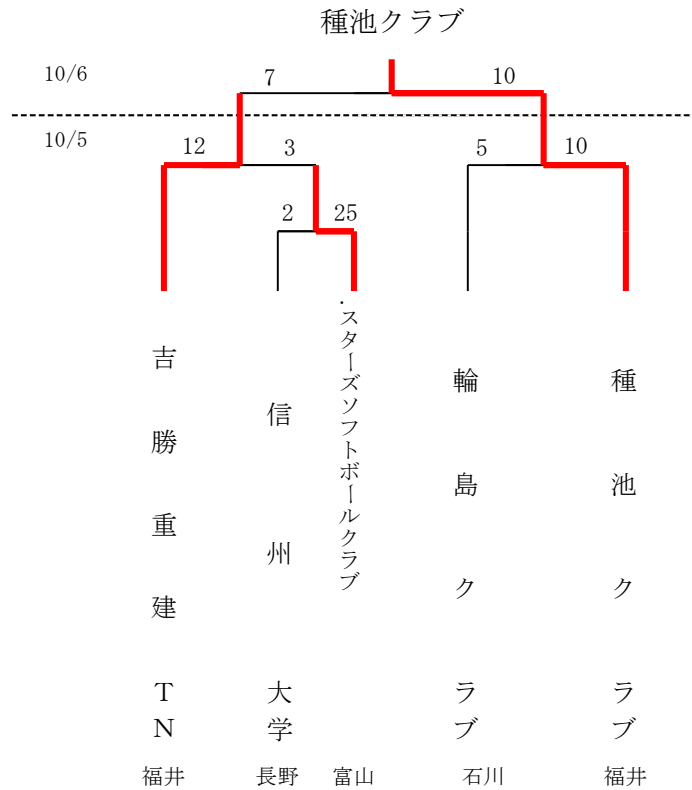 種池クラブ
10/6
7
10
10/5
12
3
5
10
2
25
吉勝重建TN
信州大学
.スターズソフトボールクラブ
輪島クラブ
種池クラブ
福井
長野
富山
石川
福井